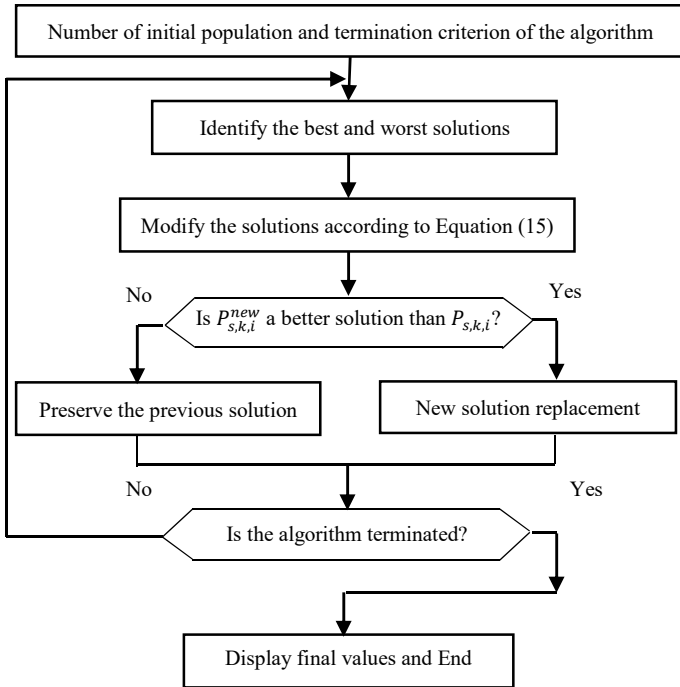 Number of initial population and termination criterion of the algorithm
Identify the best and worst solutions
Modify the solutions according to Equation (15)
No
Yes
Is P_{s,k,i}^{new} a better solution than P_{s,k,i}?
Preserve the previous solution
New solution replacement
No
Yes
Is the algorithm terminated?
Display final values and End